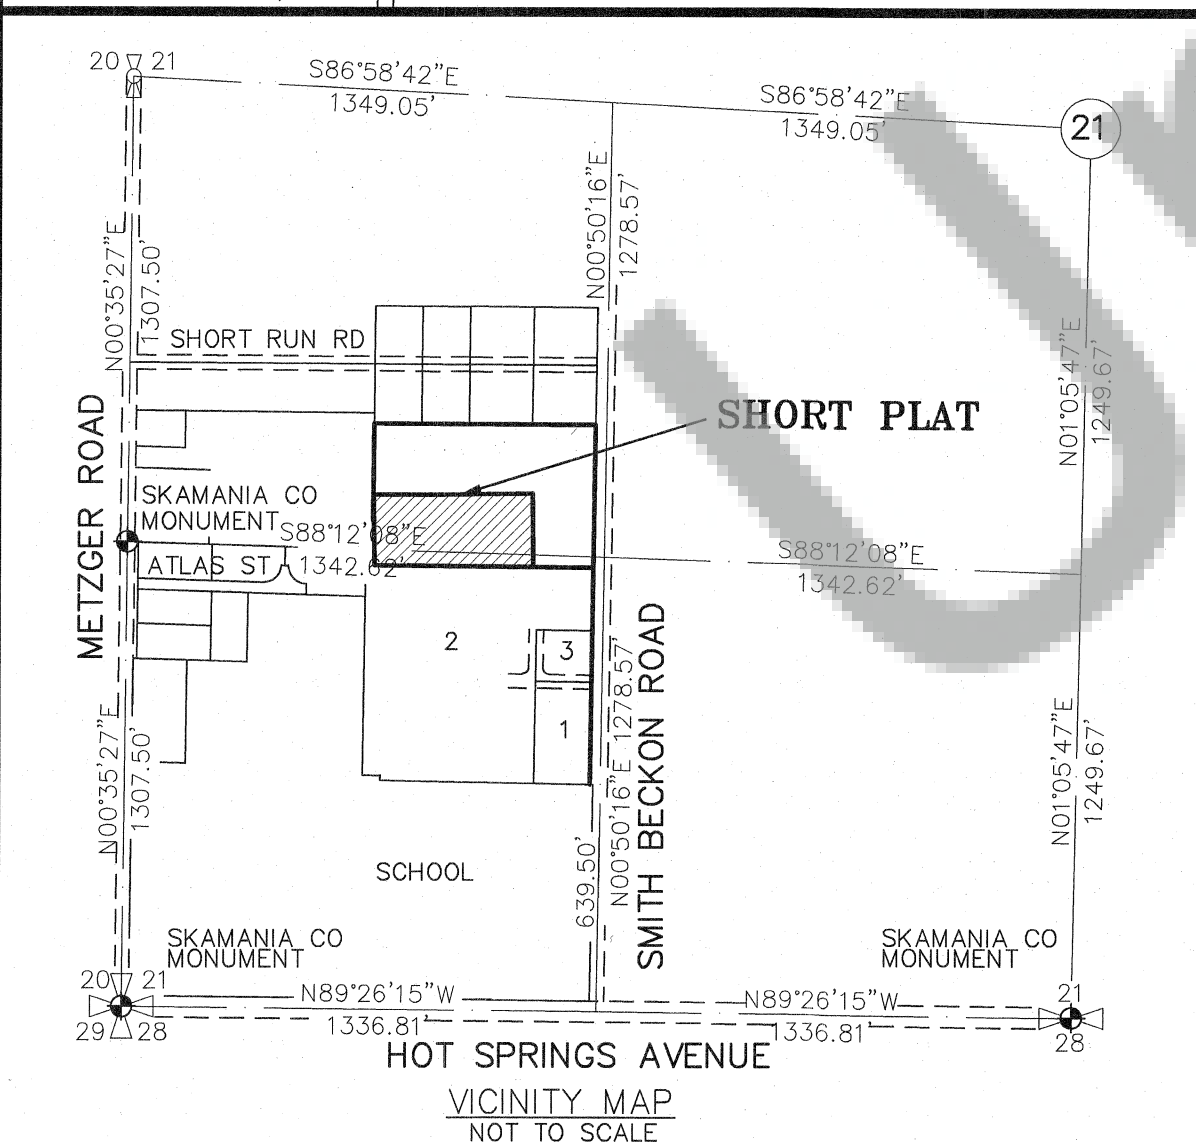 20 21
S86°58'42"E
1349.05'
S86°58'42"E
1349.05'
21
N00°35'27"E
1307.50'
N00°50'16"E
1278.57'
SHORT RUN RD
N01°05'47"E
1249.67'
METZGER ROAD
SHORT PLAT
SKAMANIA CO
MONUMENT
S88°12'08"E
1342.62'
ATLAS ST
S88°12'08"E
1342.62'
2
3
1
N00°35'27"E
1307.50'
N00°50'16"E 1278.57'
SMITH BECKON ROAD
639.50'
N01°05'47"E
1249.67'
SCHOOL
SKAMANIA CO
MONUMENT
SKAMANIA CO
MONUMENT
20 21
29 28
N89°26'15"W
1336.81'
N89°26'15"W
1336.81'
21
28
HOT SPRINGS AVENUE
VICINITY MAP
NOT TO SCALE